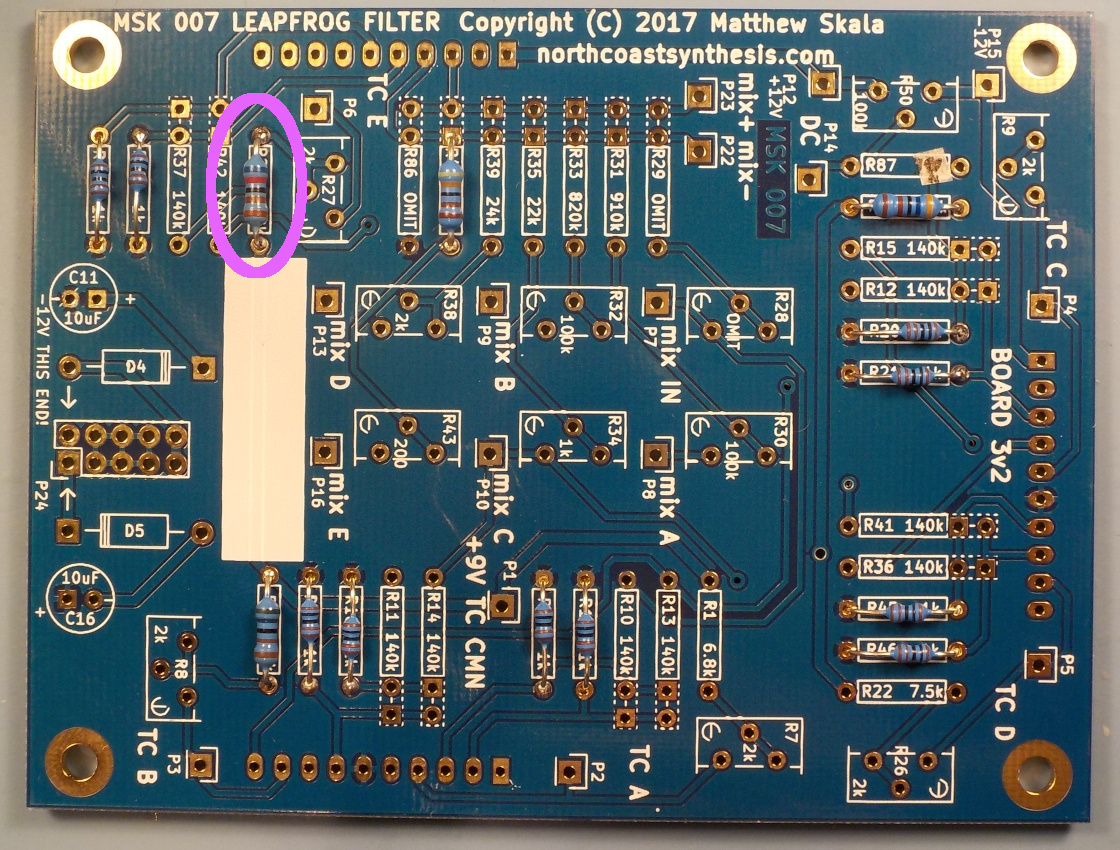 MSK 007 LEAPFROG FILTER Copyright (C) 2017 Matthew Skala
northcoastsynthesis.com
P15
-12V
P12
+12V
MSK 007
P14
DC
P23
mix+
P22
mix-
R50
100k
R9
2k
TC E
P6
R37 140k
R42
2k
R27
R86 OMIT
R39 24k
R35 22K
R33 820k
R31 910k
R29 OMIT
R87
R15 140k
R12 140k
R20
TC C
P4
C11
+
10uF
-12V THIS END!
D4
P24
D5
10uF
C16
+
P13
mix D
R38
2k
P9
mix B
R32
100k
P7
mix IN
R28
OMIT
P16
mix E
R43
200
P10
mix C
R34
1k
P8
mix A
R30
100k
BOARD 3v2
R41 140k
R36 140k
R46
R22 7.5k
P5
TC D
+9V TC CMN
P1
R11 140k
R14 140k
R10 140k
R13 140k
R1 6.8k
2k
R8
TC B
P3
P2
TC A
R7
2k
R26
2k